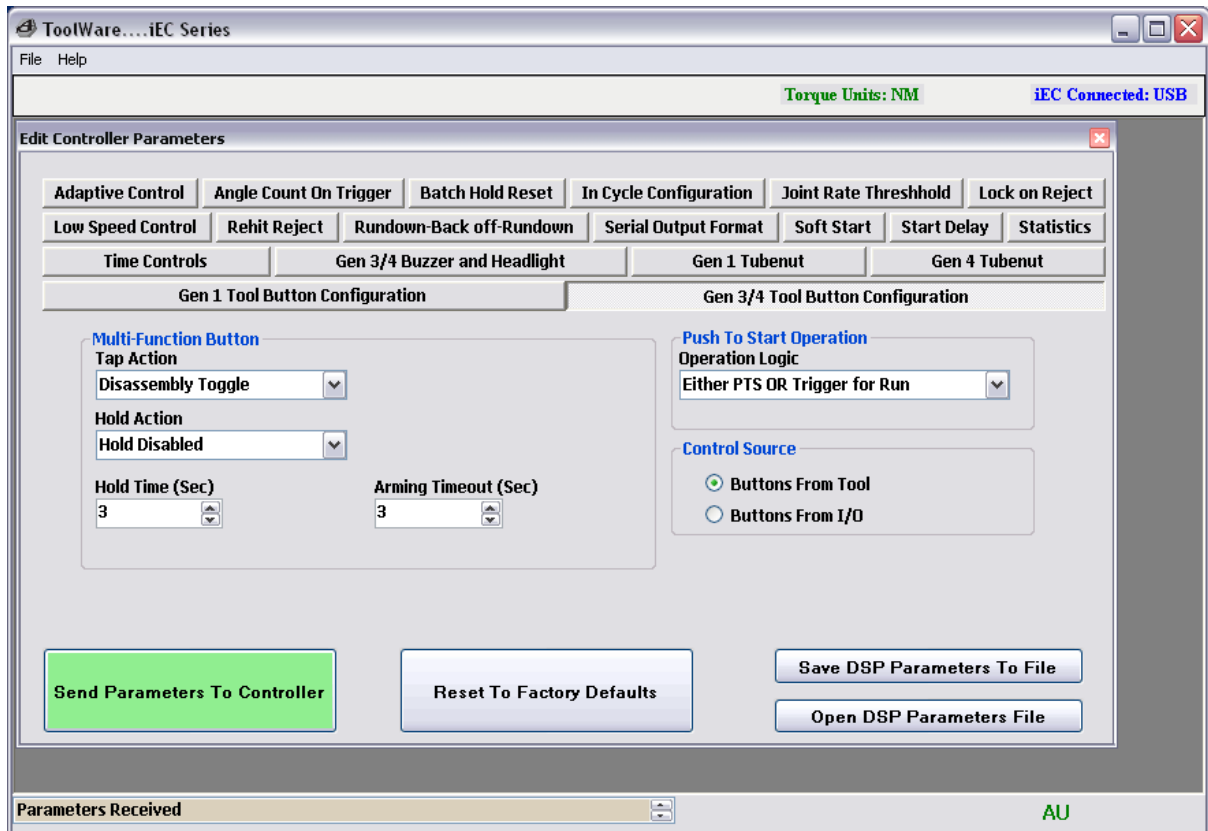 ToolWare....iEC Series
File Help
Torque Units: NM iEC Connected: USB
Edit Controller Parameters
Adaptive Control Angle Count On Trigger Batch Hold Reset In Cycle Configuration Joint Rate Threshhold Lock on Reject
Low Speed Control Rehit Reject Rundown-Back off-Rundown Serial Output Format Soft Start Start Delay Statistics
Time Controls Gen 3/4 Buzzer and Headlight Gen 1 Tubenut Gen 4 Tubenut
Gen 1 Tool Button Configuration Gen 3/4 Tool Button Configuration
Multi-Function Button
Tap Action
Disassembly Toggle
Hold Action
Hold Disabled
Hold Time (Sec) Arming Timeout (Sec)
3 3
Push To Start Operation
Operation Logic
Either PTS OR Trigger for Run
Control Source
Buttons From Tool
Buttons From I/O
Send Parameters To Controller
Reset To Factory Defaults
Save DSP Parameters To File
Open DSP Parameters File
Parameters Received AU